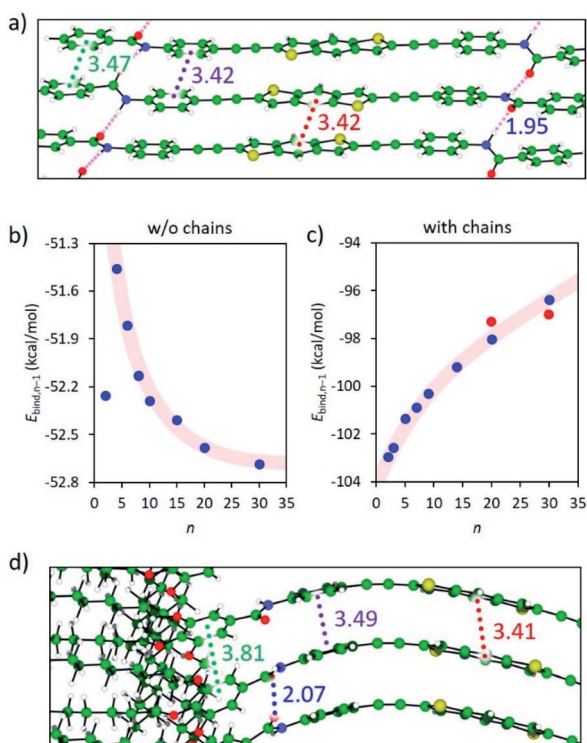 a)
3.47
3.42
3.42
1.95
b)
w/o chains
-51.3
-51.6
-51.9
-52.2
-52.5
-52.8
E_bind,n−1 (kcal/mol)
0 5 10 15 20 25 30 35
n
c)
with chains
-94
-96
-98
-100
-102
-104
E_bind,n−1 (kcal/mol)
0 5 10 15 20 25 30 35
n
d)
3.81
3.49
3.41
2.07